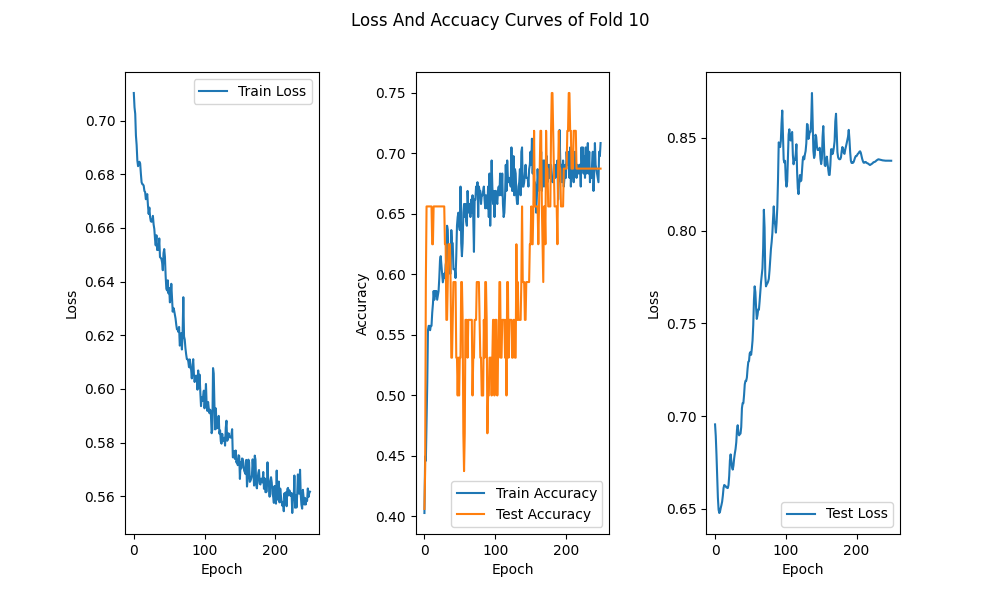 Loss And Accuacy Curves of Fold 10
Train Loss
0.70
0.68
0.66
0.64
0.62
0.60
0.58
0.56
Loss
0 100 200
Epoch
0.75
0.70
0.65
0.60
0.55
0.50
0.45
0.40
Accuracy
Train Accuracy
Test Accuracy
0 100 200
Epoch
0.85
0.80
0.75
0.70
0.65
Loss
Test Loss
0 100 200
Epoch